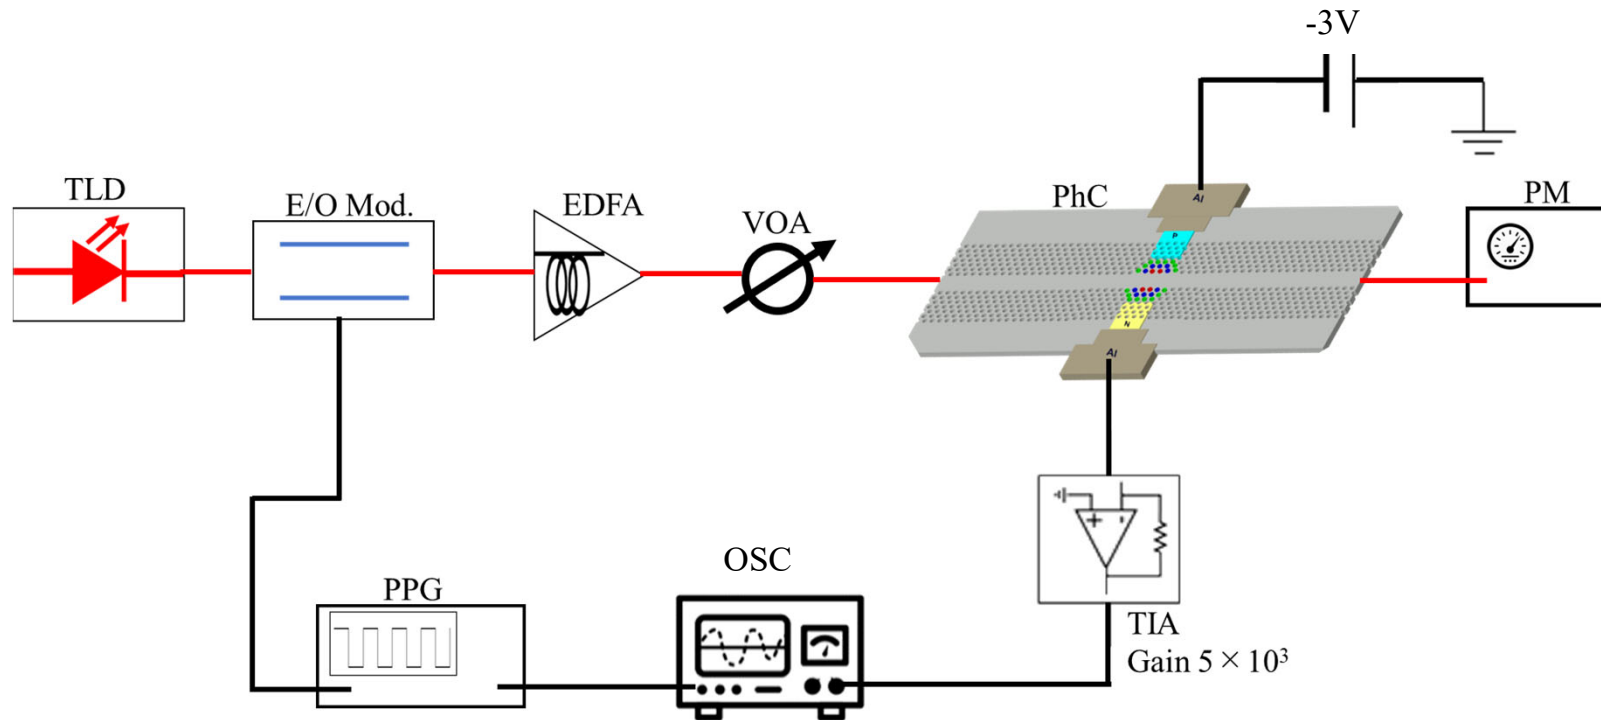 -3V
TLD
E/O Mod.
EDFA
VOA
PhC
PM
Al
P
N
Al
OSC
PPG
TIA
Gain 5 × 10³